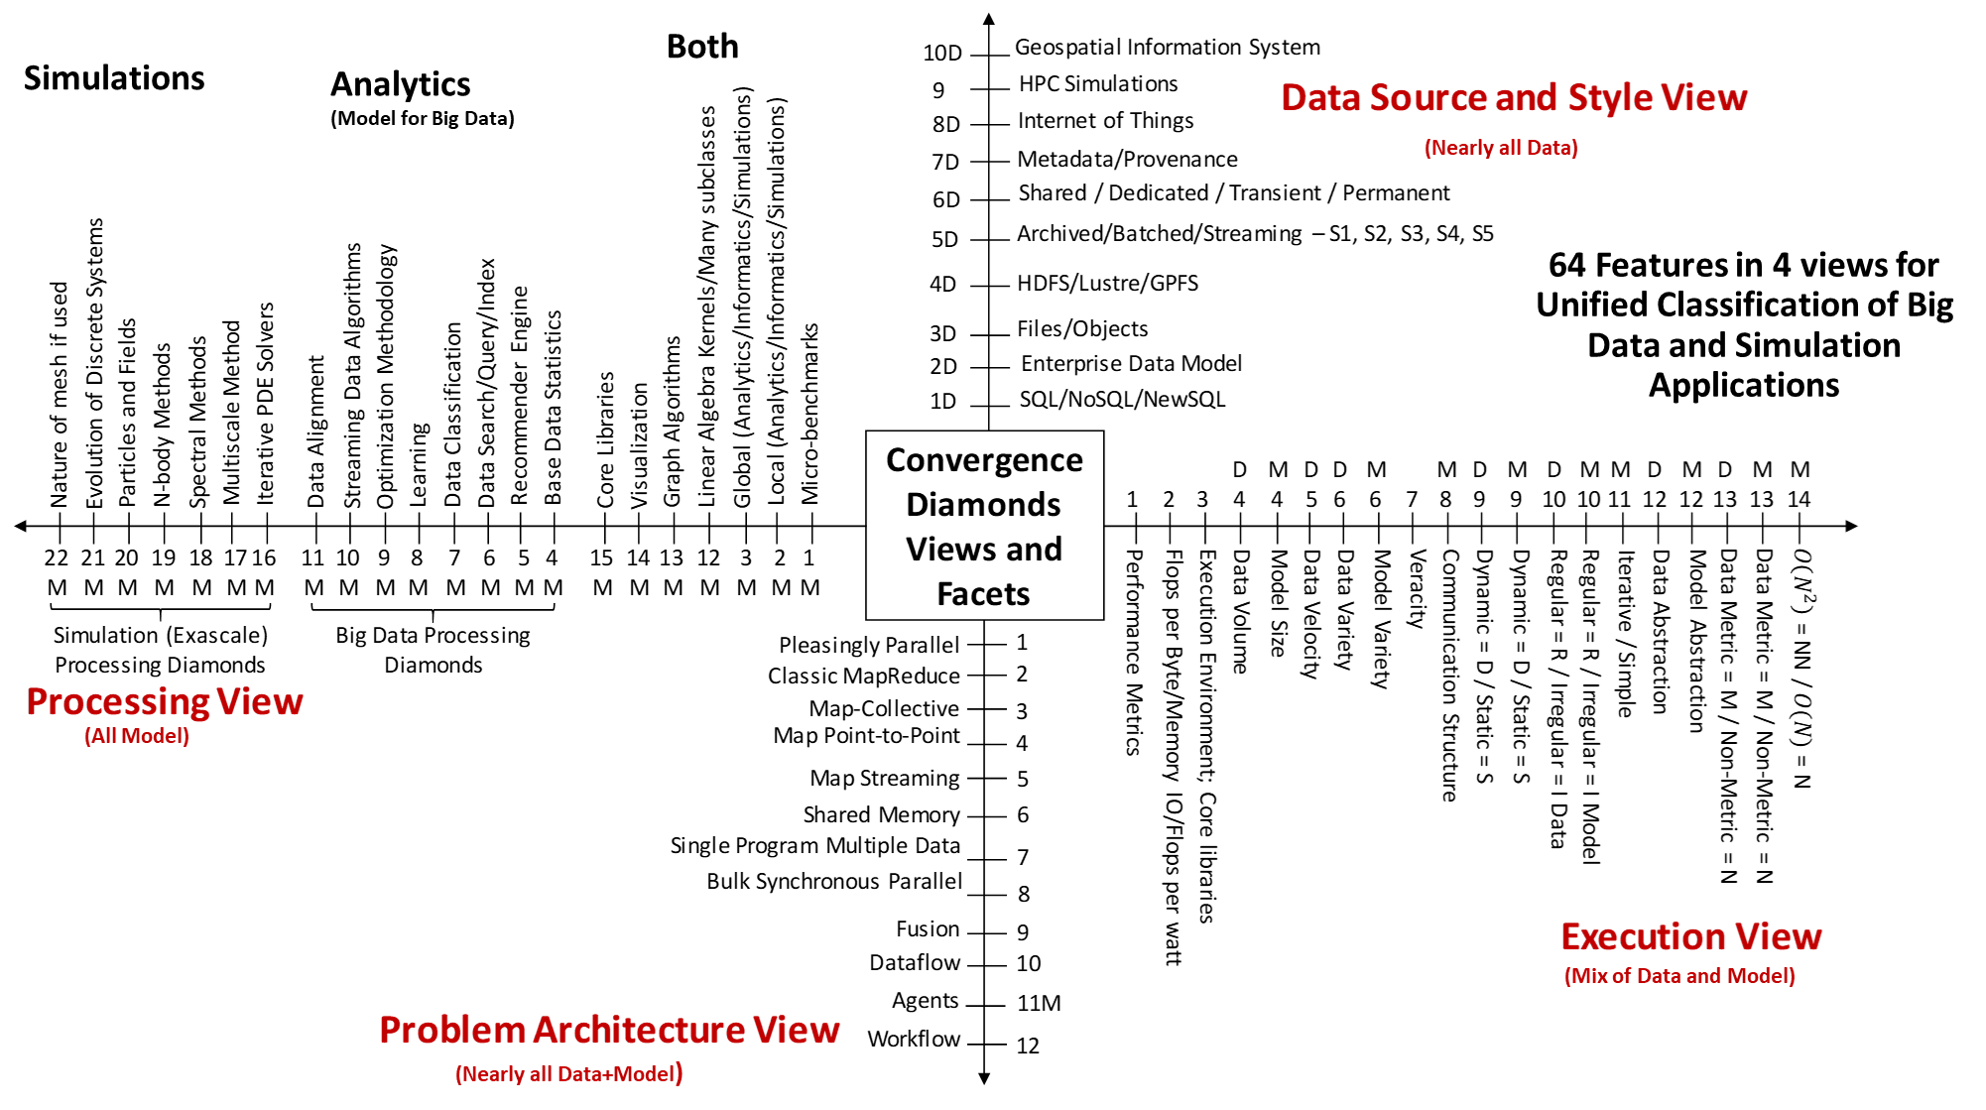 Simulations
Analytics
(Model for Big Data)
Both
10D Geospatial Information System
9 HPC Simulations
8D Internet of Things
7D Metadata/Provenance
6D Shared / Dedicated / Transient / Permanent
5D Archived/Batched/Streaming – S1, S2, S3, S4, S5
4D HDFS/Lustre/GPFS
3D Files/Objects
2D Enterprise Data Model
1D SQL/NoSQL/NewSQL
Data Source and Style View
(Nearly all Data)
64 Features in 4 views for
Unified Classification of Big
Data and Simulation
Applications
Nature of mesh if used
Evolution of Discrete Systems
Particles and Fields
N-body Methods
Spectral Methods
Multiscale Method
Iterative PDE Solvers
Data Alignment
Streaming Data Algorithms
Optimization Methodology
Learning
Data Classification
Data Search/Query/Index
Recommender Engine
Base Data Statistics
Core Libraries
Visualization
Graph Algorithms
Linear Algebra Kernels/Many subclasses
Global (Analytics/Informatics/Simulations)
Local (Analytics/Informatics/Simulations)
Micro-benchmarks
22 21 20 19 18 17 16 11 10 9 8 7 6 5 4 15 14 13 12 3 2 1
M M M M M M M M M M M M M M M M M M M M M M
Simulation (Exascale)
Processing Diamonds
Big Data Processing
Diamonds
Processing View
(All Model)
Convergence
Diamonds
Views and
Facets
D M D D M M D M D M M D M D M M
1 2 3 4 4 5 6 6 7 8 9 9 10 10 11 12 12 13 13 14
Performance Metrics
Flops per Byte/Memory IO/Flops per watt
Execution Environment; Core libraries
Data Volume
Model Size
Data Velocity
Data Variety
Model Variety
Veracity
Communication Structure
Dynamic = D / Static = S
Dynamic = D / Static = S
Regular = R / Irregular = I Data
Regular = R / Irregular = I Model
Iterative / Simple
Data Abstraction
Model Abstraction
Data Metric = M / Non-Metric = N
Data Metric = M / Non-Metric = N
O(N²) = NN / O(N) = N
Execution View
(Mix of Data and Model)
Pleasingly Parallel 1
Classic MapReduce 2
Map-Collective 3
Map Point-to-Point 4
Map Streaming 5
Shared Memory 6
Single Program Multiple Data 7
Bulk Synchronous Parallel 8
Fusion 9
Dataflow 10
Agents 11M
Workflow 12
Problem Architecture View
(Nearly all Data+Model)